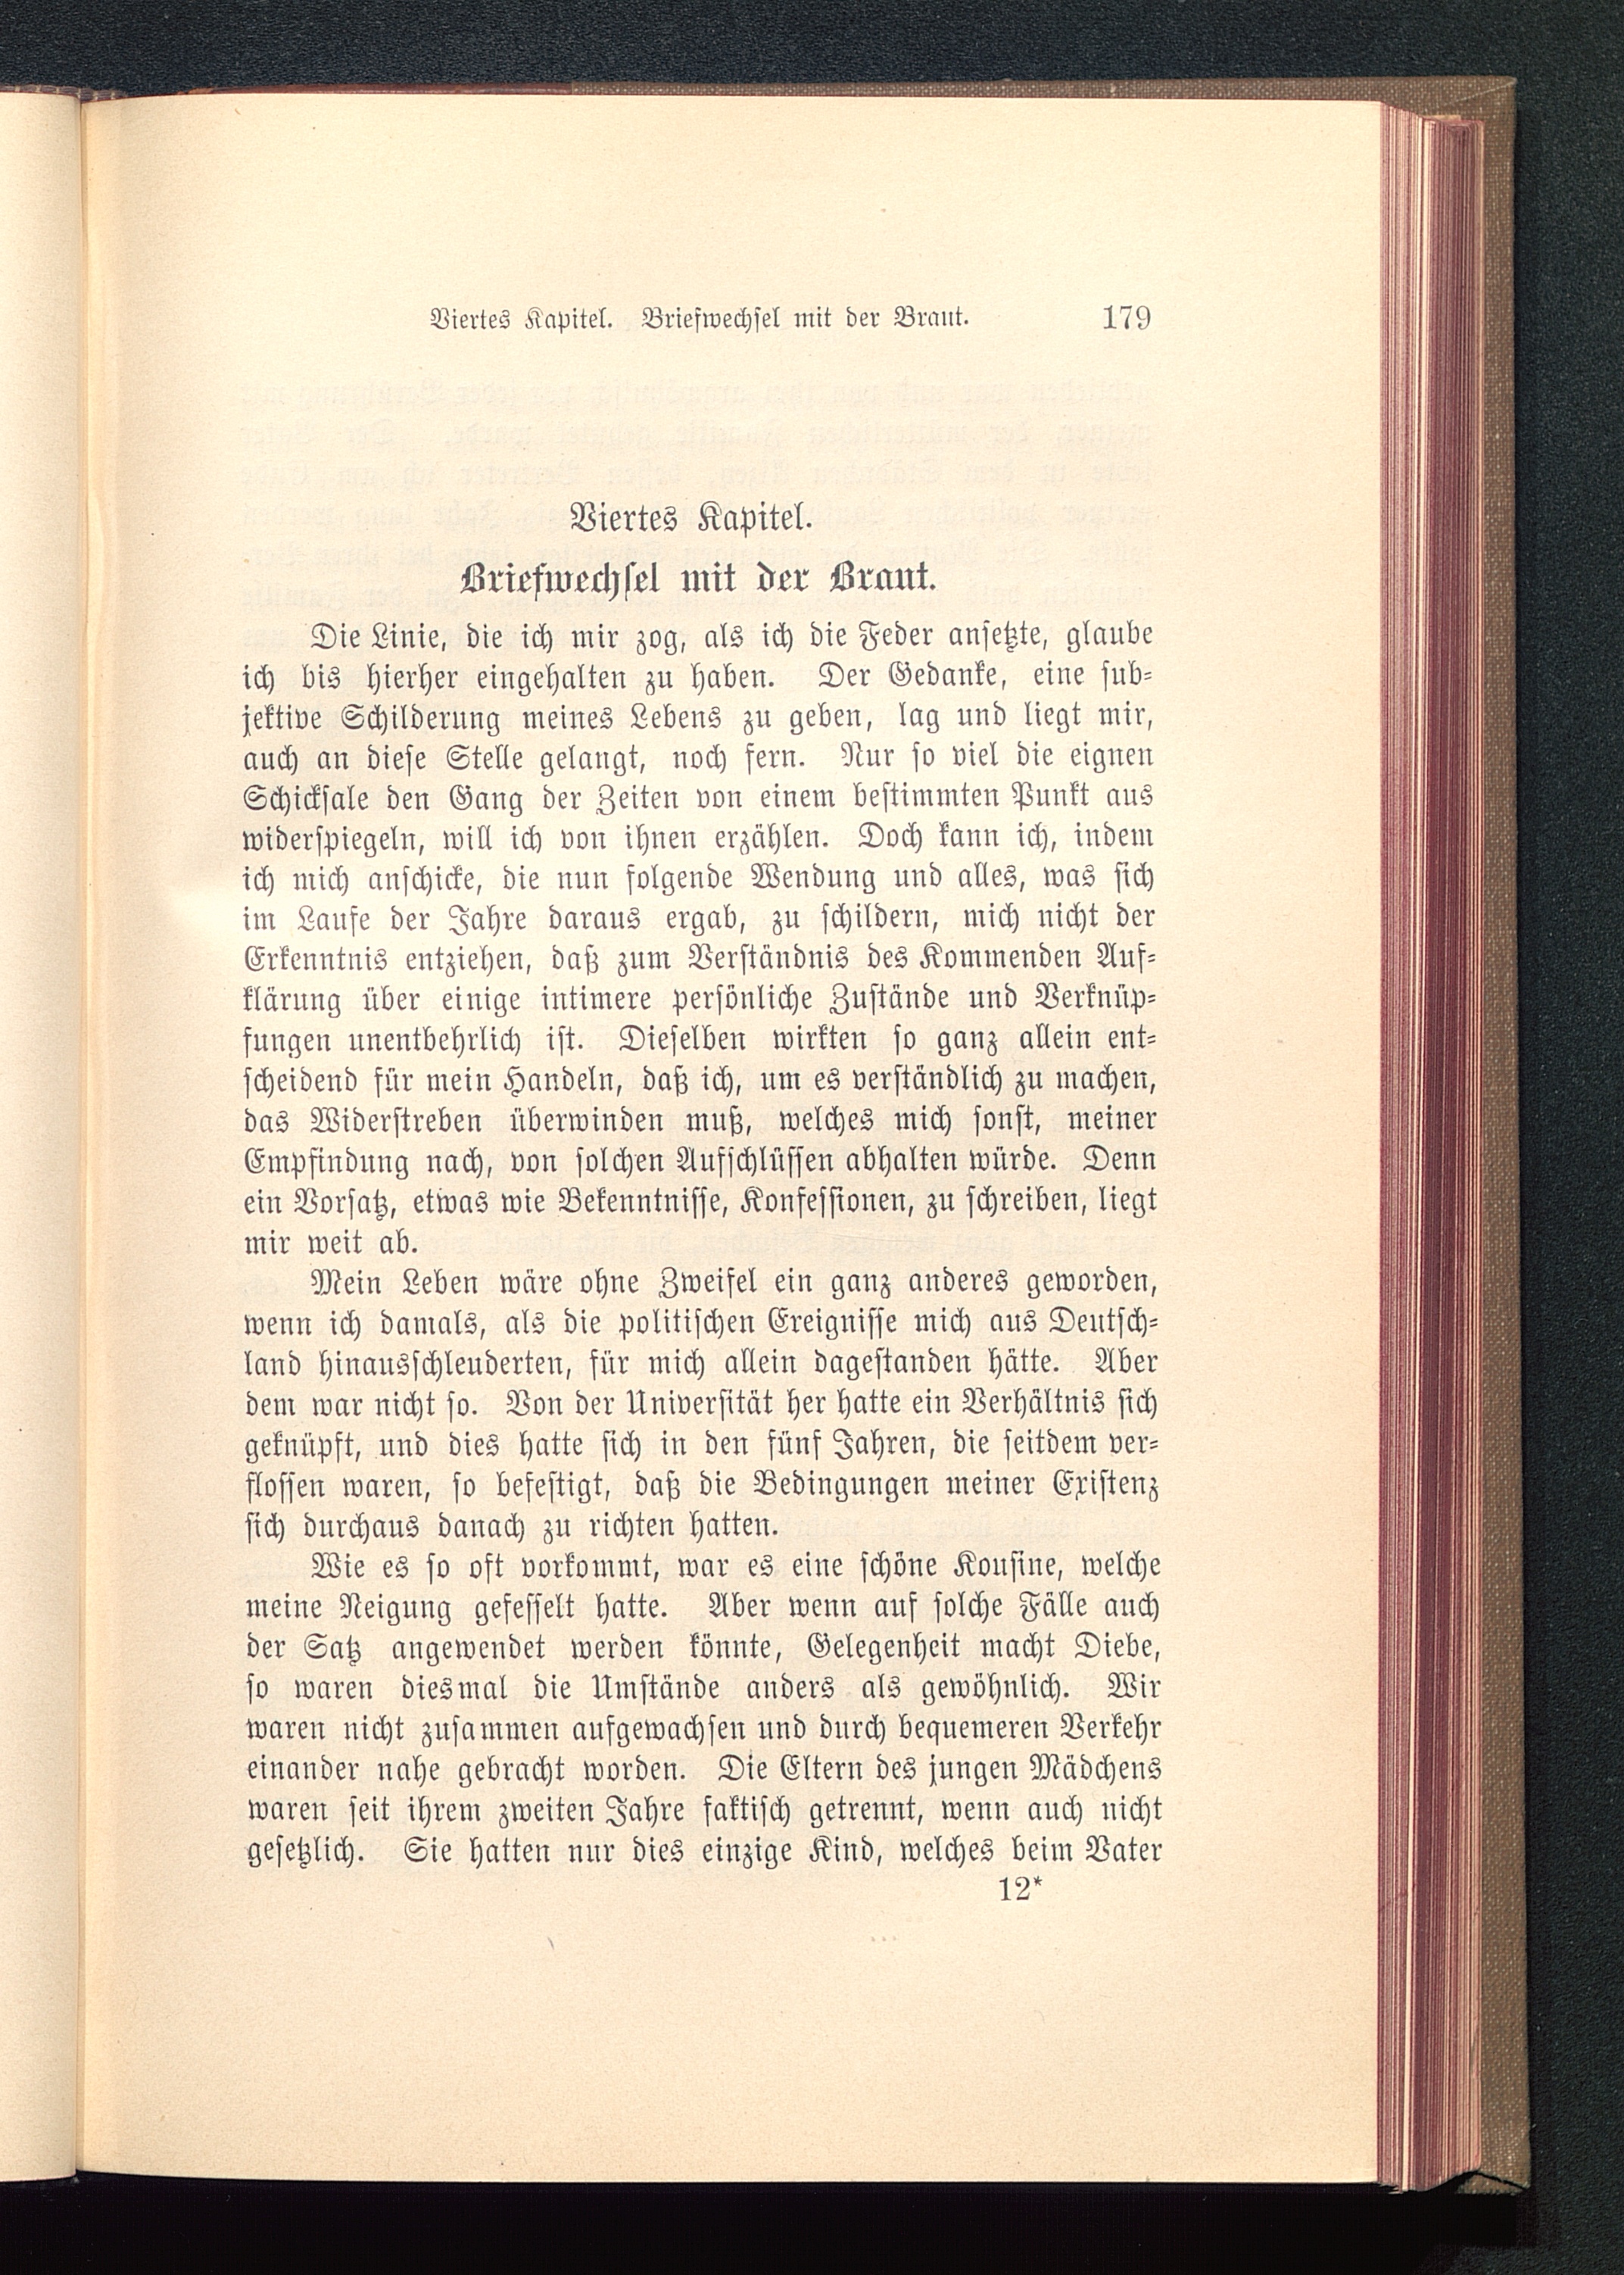 Viertes Kapitel. Briefwechsel mit der Braut. 179
Viertes Kapitel.
Briefwechsel mit der Braut.
Die Linie, die ich mir zog, als ich die Feder ansetzte, glaube
ich bis hierher eingehalten zu haben. Der Gedanke, eine sub-
jektive Schilderung meines Lebens zu geben, lag und liegt mir,
auch an diese Stelle gelangt, noch fern. Nur so viel die eignen
Schicksale den Gang der Zeiten von einem bestimmten Punkt aus
widerspiegeln, will ich von ihnen erzählen. Doch kann ich, indem
ich mich anschicke, die nun folgende Wendung und alles, was sich
im Laufe der Jahre daraus ergab, zu schildern, mich nicht der
Erkenntnis entziehen, daß zum Verständnis des Kommenden Auf-
klärung über einige intimere persönliche Zustände und Verknüp-
fungen unentbehrlich ist. Dieselben wirkten so ganz allein ent-
scheidend für mein Handeln, daß ich, um es verständlich zu machen,
das Widerstreben überwinden muß, welches mich sonst, meiner
Empfindung nach, von solchen Aufschlüssen abhalten würde. Denn
ein Vorsatz, etwas wie Bekenntnisse, Konfessionen, zu schreiben, liegt
mir weit ab.
Mein Leben wäre ohne Zweifel ein ganz anderes geworden,
wenn ich damals, als die politischen Ereignisse mich aus Deutsch-
land hinausschleuderten, für mich allein dagestanden hätte. Aber
dem war nicht so. Von der Universität her hatte ein Verhältnis sich
geknüpft, und dies hatte sich in den fünf Jahren, die seitdem ver-
flossen waren, so befestigt, daß die Bedingungen meiner Existenz
sich durchaus danach zu richten hatten.
Wie es so oft vorkommt, war es eine schöne Kousine, welche
meine Neigung gefesselt hatte. Aber wenn auf solche Fälle auch
der Satz angewendet werden könnte, Gelegenheit macht Diebe,
so waren diesmal die Umstände anders als gewöhnlich. Wir
waren nicht zusammen aufgewachsen und durch bequemeren Verkehr
einander nahe gebracht worden. Die Eltern des jungen Mädchens
waren seit ihrem zweiten Jahre faktisch getrennt, wenn auch nicht
gesetzlich. Sie hatten nur dies einzige Kind, welches beim Vater
12*